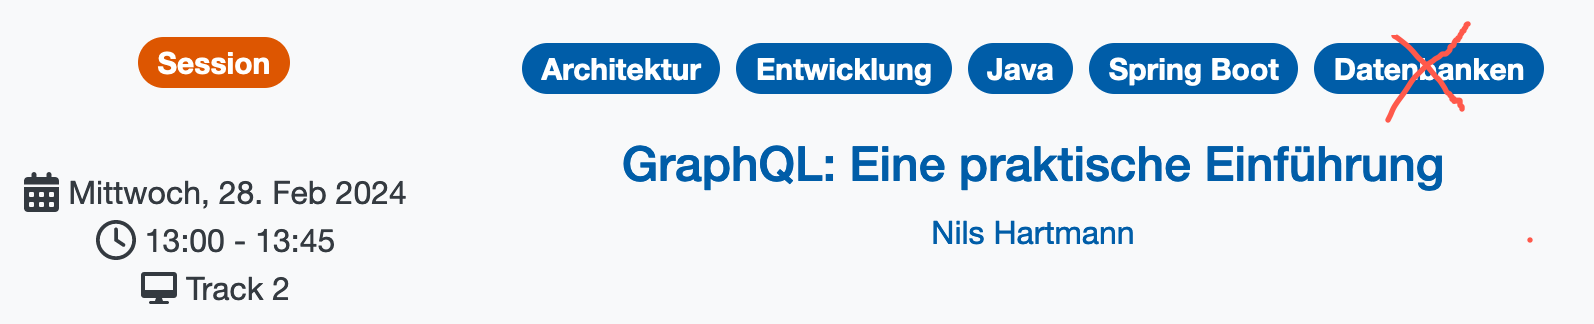 Session
Architektur Entwicklung Java Spring Boot Datenbanken
GraphQL: Eine praktische Einführung
Nils Hartmann
Mittwoch, 28. Feb 2024
13:00 - 13:45
Track 2